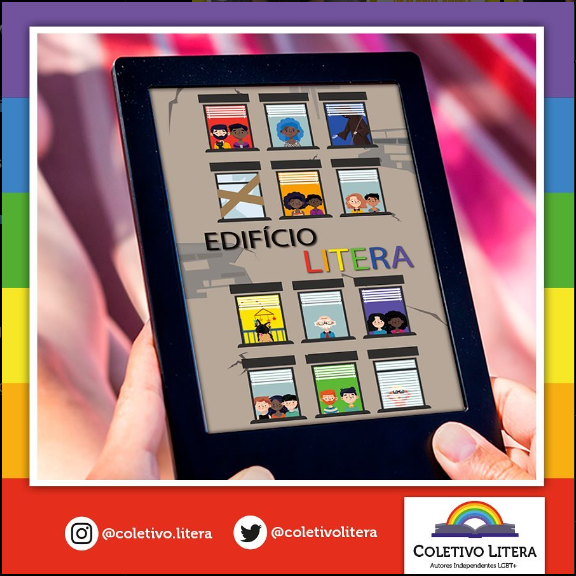 EDIFÍCIO
LITERA
@coletivo.litera
@coletivolitera
COLETIVO LITERA
Autores Independentes LGBT+